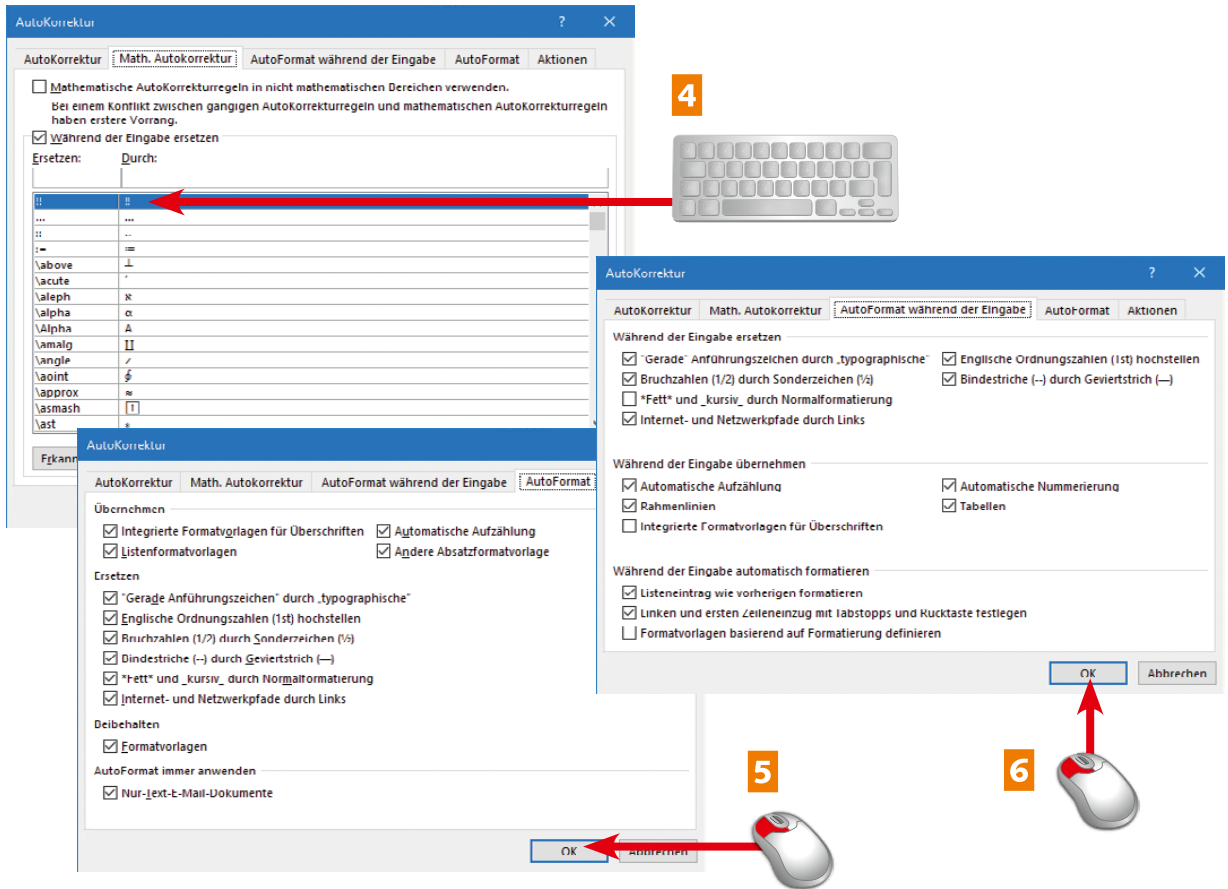 AutoKorrektur
AutoKorrektur Math. Autokorrektur AutoFormat während der Eingabe AutoFormat Aktionen
Mathematische AutoKorrekturregeln in nicht mathematischen Bereichen verwenden.
Bei einem Konflikt zwischen gängigen AutoKorrekturregeln und mathematischen AutoKorrekturregeln
haben erstere Vorrang.
Während der Eingabe ersetzen
Ersetzen: Durch:
!! ‼
... …
:: ∷
:= ≔
\above ┴
\acute ´
\aleph ℵ
\alpha α
\Alpha Α
\amalg ∐
\angle ∠
\aoint ∳
\approx ≈
\asmash ⬆
\ast ∗
Erkann
4
AutoKorrektur
AutoKorrektur Math. Autokorrektur AutoFormat während der Eingabe AutoFormat Aktionen
Während der Eingabe ersetzen
"Gerade" Anführungszeichen durch „typographische“ Englische Ordnungszahlen (1st) hochstellen
Bruchzahlen (1/2) durch Sonderzeichen (½) Bindestriche (--) durch Geviertstrich (—)
*Fett* und _kursiv_ durch Normalformatierung
Internet- und Netzwerkpfade durch Links
Während der Eingabe übernehmen
Automatische Aufzählung Automatische Nummerierung
Rahmenlinien Tabellen
Integrierte Formatvorlagen für Überschriften
Während der Eingabe automatisch formatieren
Listeneintrag wie vorherigen formatieren
Linken und ersten Zeileneinzug mit Tabstopps und Rücktaste festlegen
Formatvorlagen basierend auf Formatierung definieren
OK Abbrechen
6
AutoKorrektur
AutoKorrektur Math. Autokorrektur AutoFormat während der Eingabe AutoFormat
Übernehmen
Integrierte Formatvorlagen für Überschriften Automatische Aufzählung
Listenformatvorlagen Andere Absatzformatvorlage
Ersetzen
"Gerade Anführungszeichen" durch „typographische“
Englische Ordnungszahlen (1st) hochstellen
Bruchzahlen (1/2) durch Sonderzeichen (½)
Bindestriche (--) durch Geviertstrich (—)
*Fett* und _kursiv_ durch Normalformatierung
Internet- und Netzwerkpfade durch Links
Beibehalten
Formatvorlagen
AutoFormat immer anwenden
Nur-Text-E-Mail-Dokumente
OK Abbrechen
5